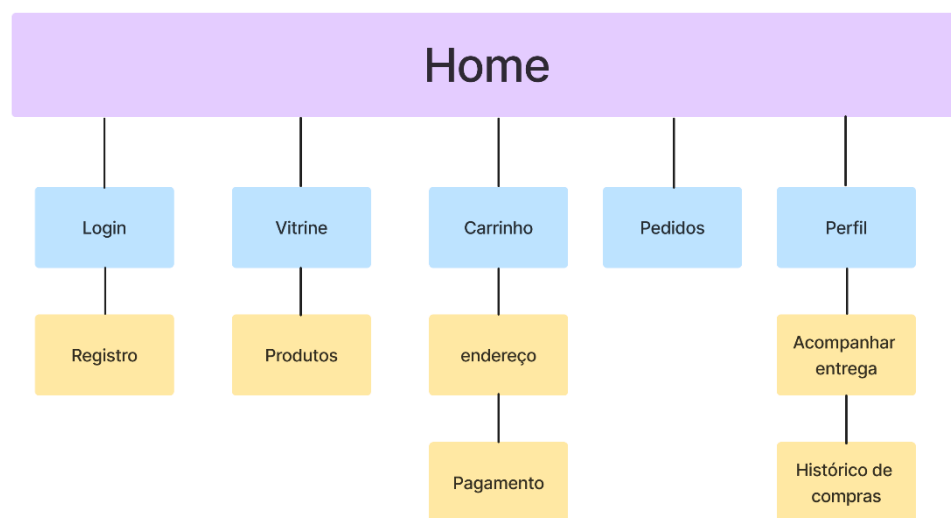 Home
Login
Vitrine
Carrinho
Pedidos
Perfil
Registro
Produtos
endereço
Acompanhar
entrega
Pagamento
Histórico de
compras